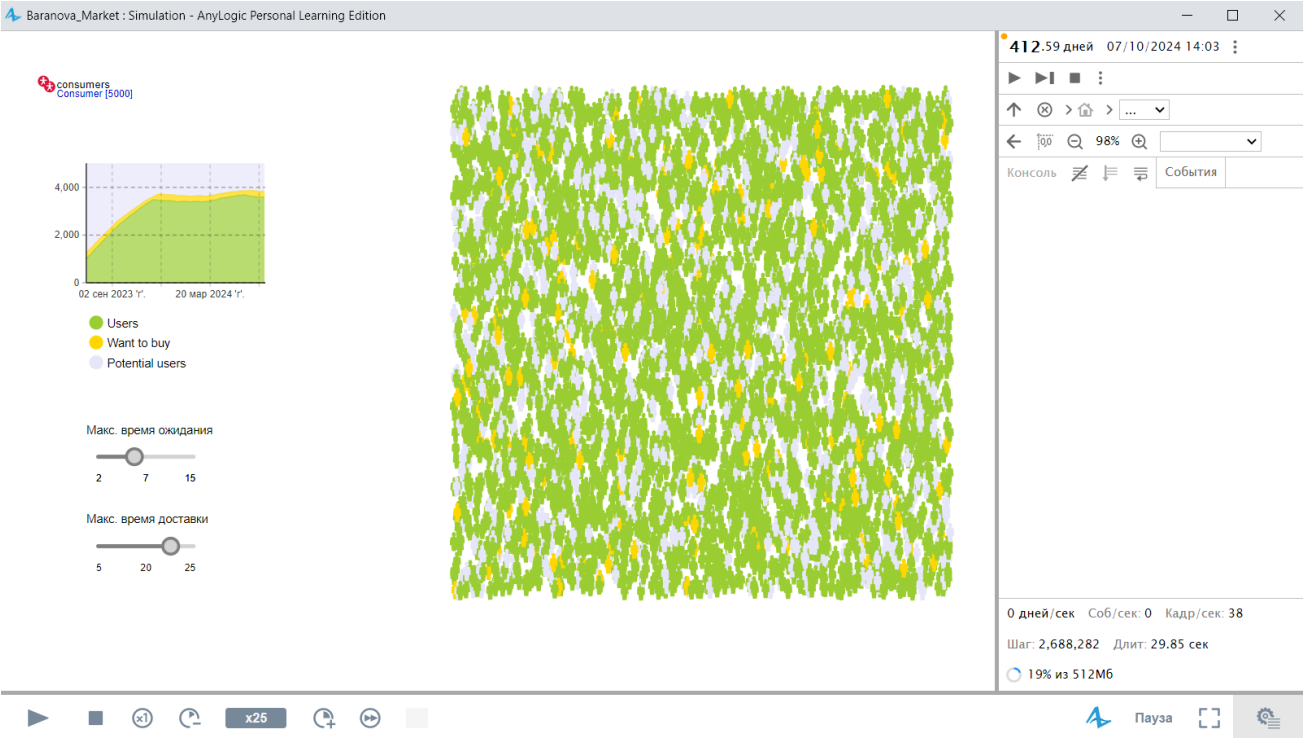 Baranova_Market : Simulation - AnyLogic Personal Learning Edition
consumers
Consumer [5000]
4,000
2,000
0
02 сен 2023 'г'.
20 мар 2024 'г'.
Users
Want to buy
Potential users
Макс. время ожидания
2 7 15
Макс. время доставки
5 20 25
412.59 дней 07/10/2024 14:03
...
0,0
98%
Консоль
События
0 дней/сек Соб/сек: 0 Кадр/сек: 38
Шаг: 2,688,282 Длит: 29.85 сек
19% из 512Мб
x1
x25
Пауза